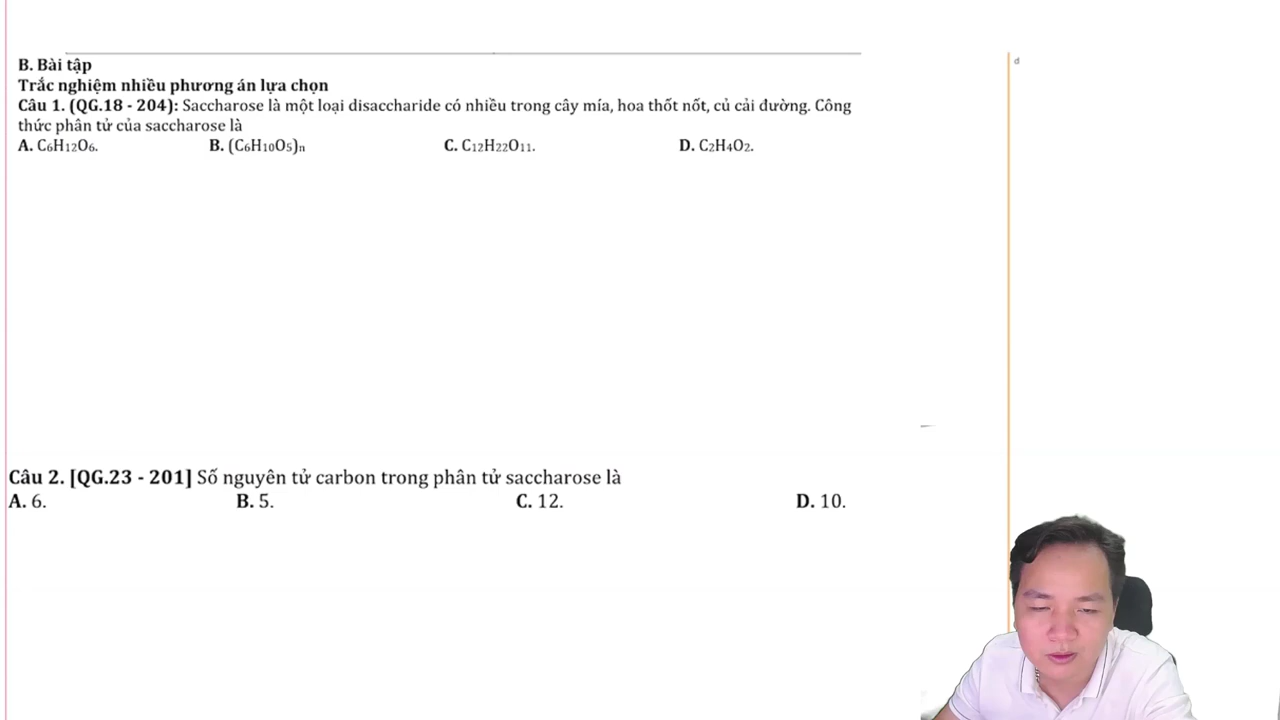 B. Bài tập
Trắc nghiệm nhiều phương án lựa chọn
Câu 1. (QG.18 - 204): Saccharose là một loại disaccharide có nhiều trong cây mía, hoa thốt nốt, củ cải đường. Công
thức phân tử của saccharose là
A. C6H12O6. B. (C6H10O5)n C. C12H22O11. D. C2H4O2.
Câu 2. [QG.23 - 201] Số nguyên tử carbon trong phân tử saccharose là
A. 6. B. 5. C. 12. D. 10.
d